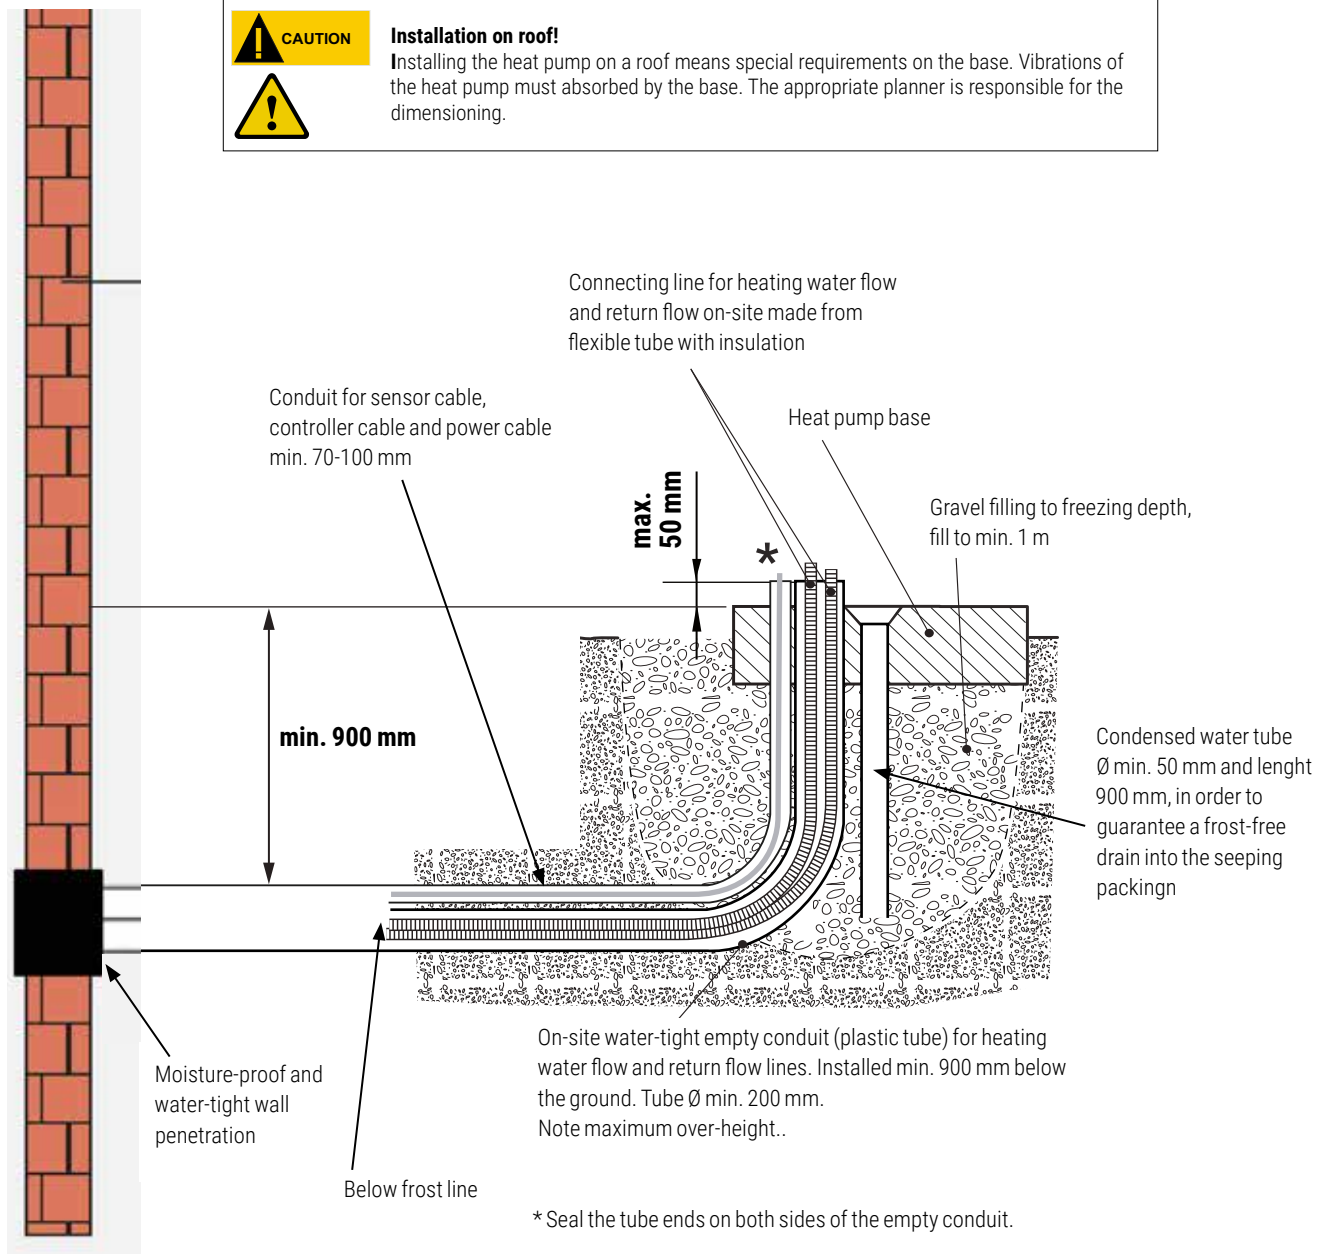 CAUTION
Installation on roof!
Installing the heat pump on a roof means special requirements on the base. Vibrations of
the heat pump must absorbed by the base. The appropriate planner is responsible for the
dimensioning.
Connecting line for heating water flow
and return flow on-site made from
flexible tube with insulation
Conduit for sensor cable,
controller cable and power cable
min. 70-100 mm
Heat pump base
max.
50 mm
Gravel filling to freezing depth,
fill to min. 1 m
*
min. 900 mm
Condensed water tube
Ø min. 50 mm and lenght
900 mm, in order to
guarantee a frost-free
drain into the seeping
packingn
On-site water-tight empty conduit (plastic tube) for heating
water flow and return flow lines. Installed min. 900 mm below
the ground. Tube Ø min. 200 mm.
Note maximum over-height..
Moisture-proof and
water-tight wall
penetration
Below frost line
* Seal the tube ends on both sides of the empty conduit.